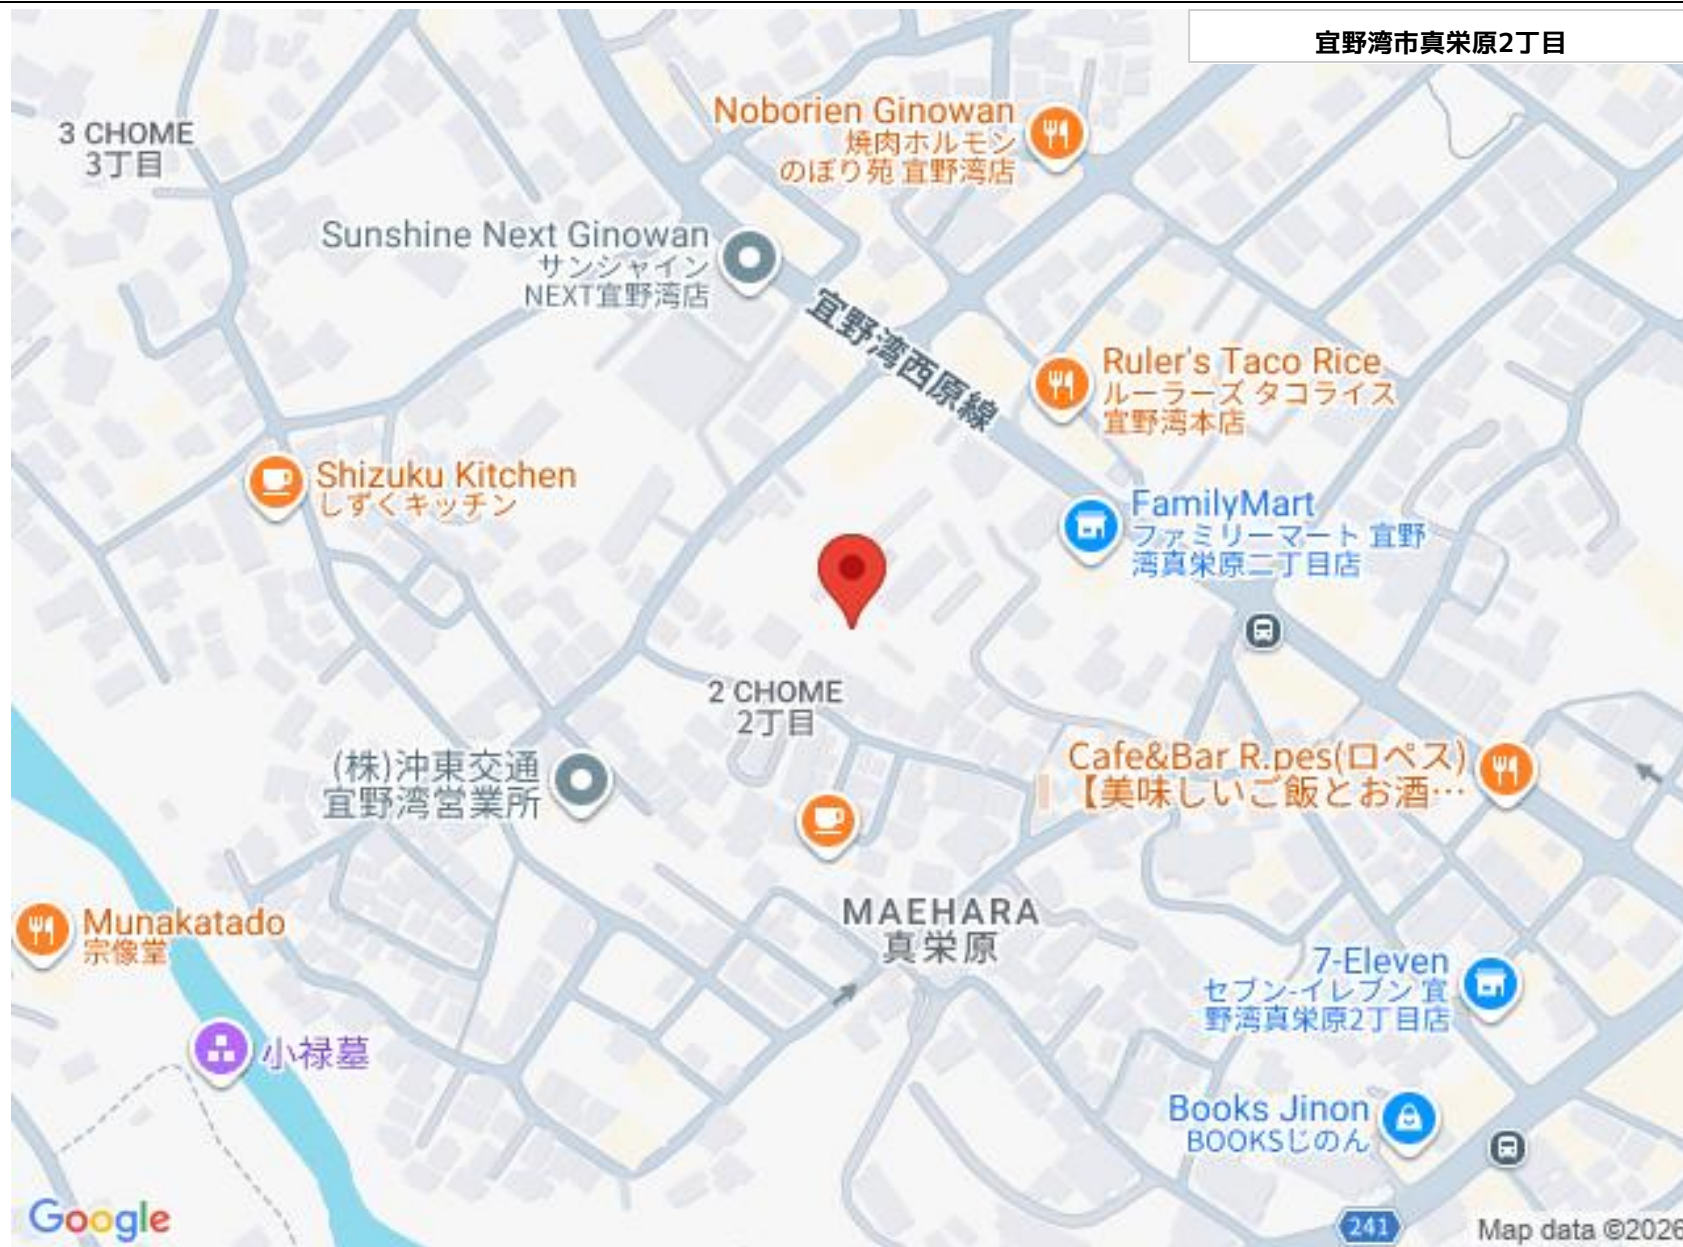 宜野湾市真栄原2丁目
3 CHOME
3丁目
Noborien Ginowan
焼肉ホルモン
のぼり苑 宜野湾店
Sunshine Next Ginowan
サンシャイン
NEXT宜野湾店
宜野湾西原線
Ruler's Taco Rice
ルーラーズ タコライス
宜野湾本店
Shizuku Kitchen
しずくキッチン
FamilyMart
ファミリーマート 宜野
湾真栄原二丁目店
2 CHOME
2丁目
(株)沖東交通
宜野湾営業所
Cafe&Bar R.pes(ロペス)
【美味しいご飯とお酒…
MAEHARA
真栄原
Munakatado
宗像堂
7-Eleven
セブン-イレブン 宜
野湾真栄原2丁目店
小禄墓
Books Jinon
BOOKSじのん
241
Google
Map data ©2026